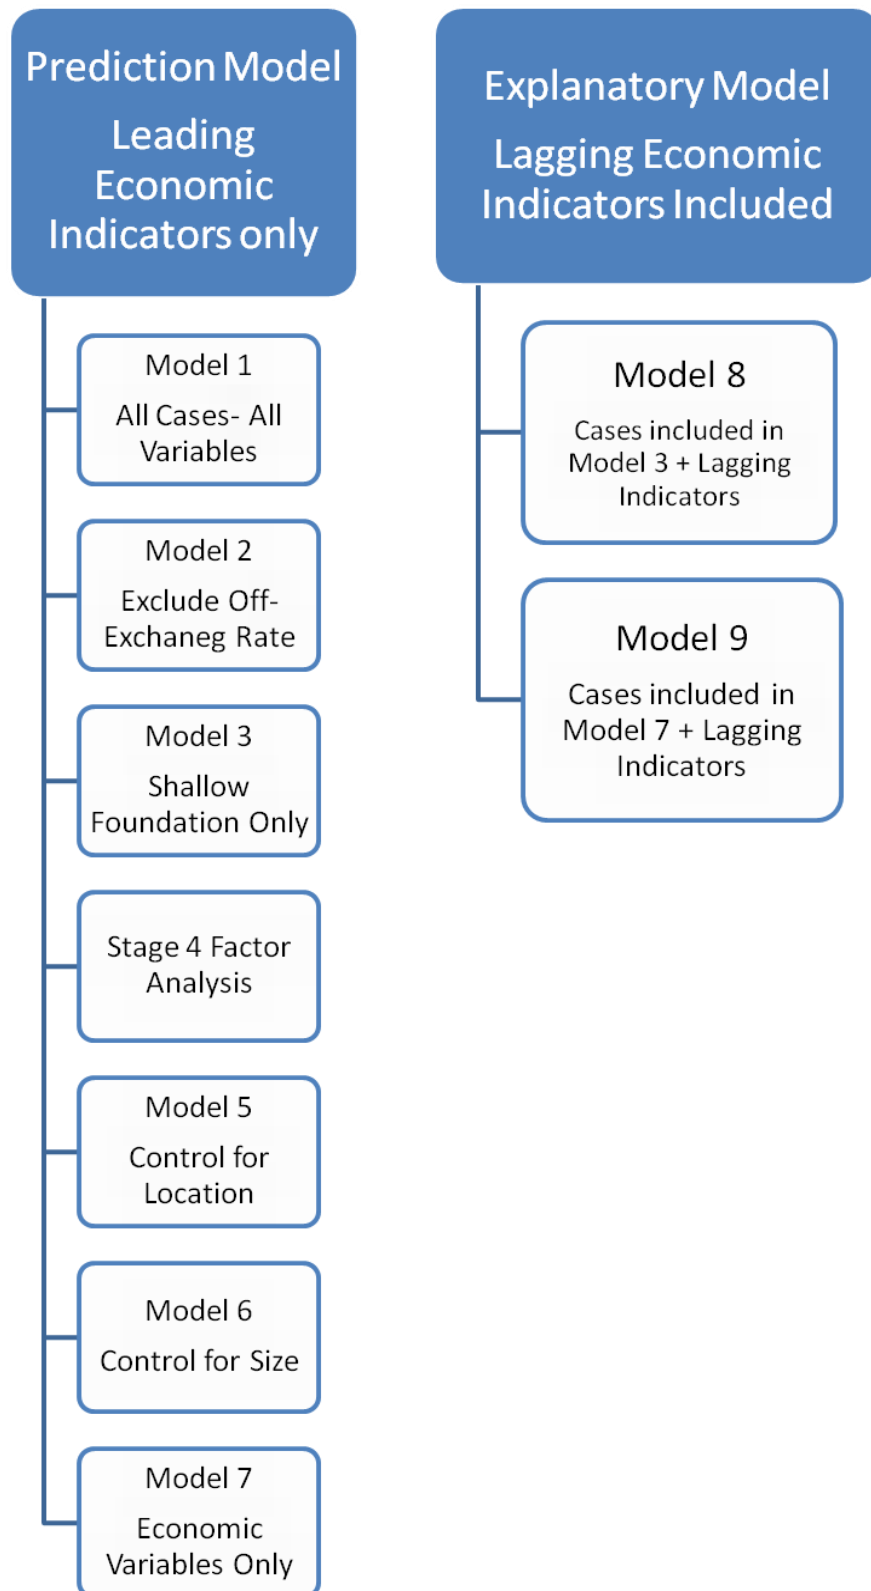 Prediction Model
Leading
Economic
Indicators only
Model 1
All Cases- All
Variables
Model 2
Exclude Off-
Exchaneg Rate
Model 3
Shallow
Foundation Only
Stage 4 Factor
Analysis
Model 5
Control for
Location
Model 6
Control for Size
Model 7
Economic
Variables Only
Explanatory Model
Lagging Economic
Indicators Included
Model 8
Cases included in
Model 3 + Lagging
Indicators
Model 9
Cases included in
Model 7 + Lagging
Indicators